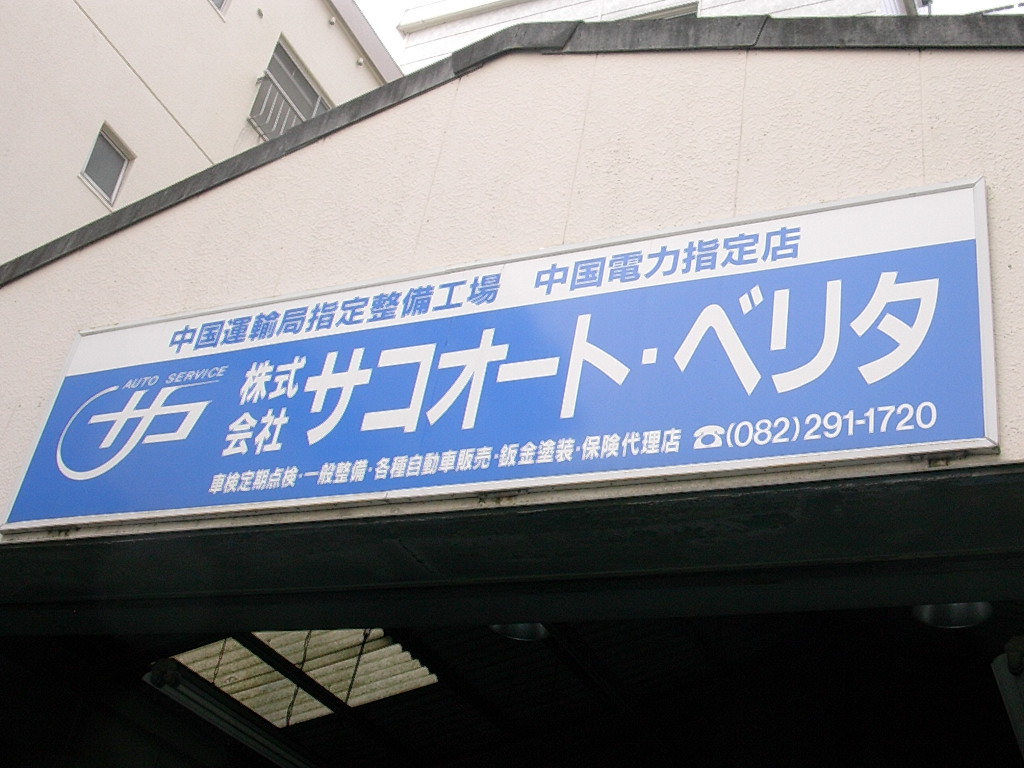 中国運輸局指定整備工場　中国電力指定店
AUTO SERVICE
サコ
株式会社 サコオート・ベリタ
車検定期点検・一般整備・各種自動車販売・鈑金塗装・保険代理店 ☎(082)291-1720